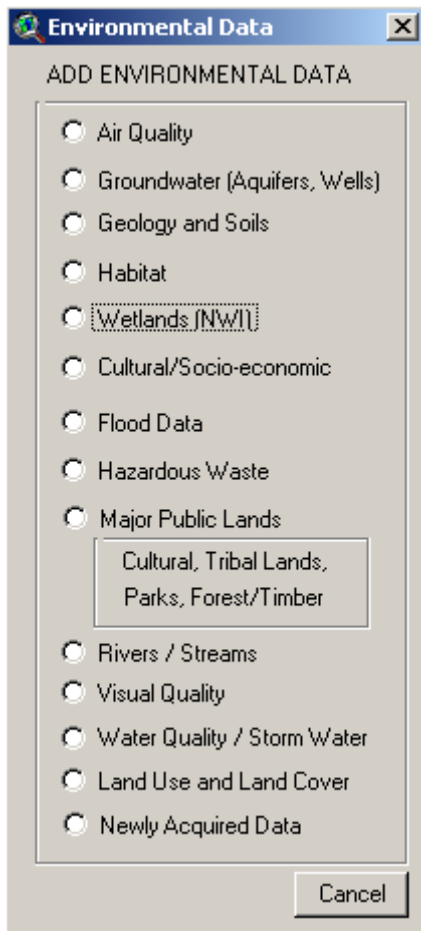 Environmental Data
ADD ENVIRONMENTAL DATA
Air Quality
Groundwater (Aquifers, Wells)
Geology and Soils
Habitat
Wetlands (NWI)
Cultural/Socio-economic
Flood Data
Hazardous Waste
Major Public Lands
Cultural, Tribal Lands,
Parks, Forest/Timber
Rivers / Streams
Visual Quality
Water Quality / Storm Water
Land Use and Land Cover
Newly Acquired Data
Cancel